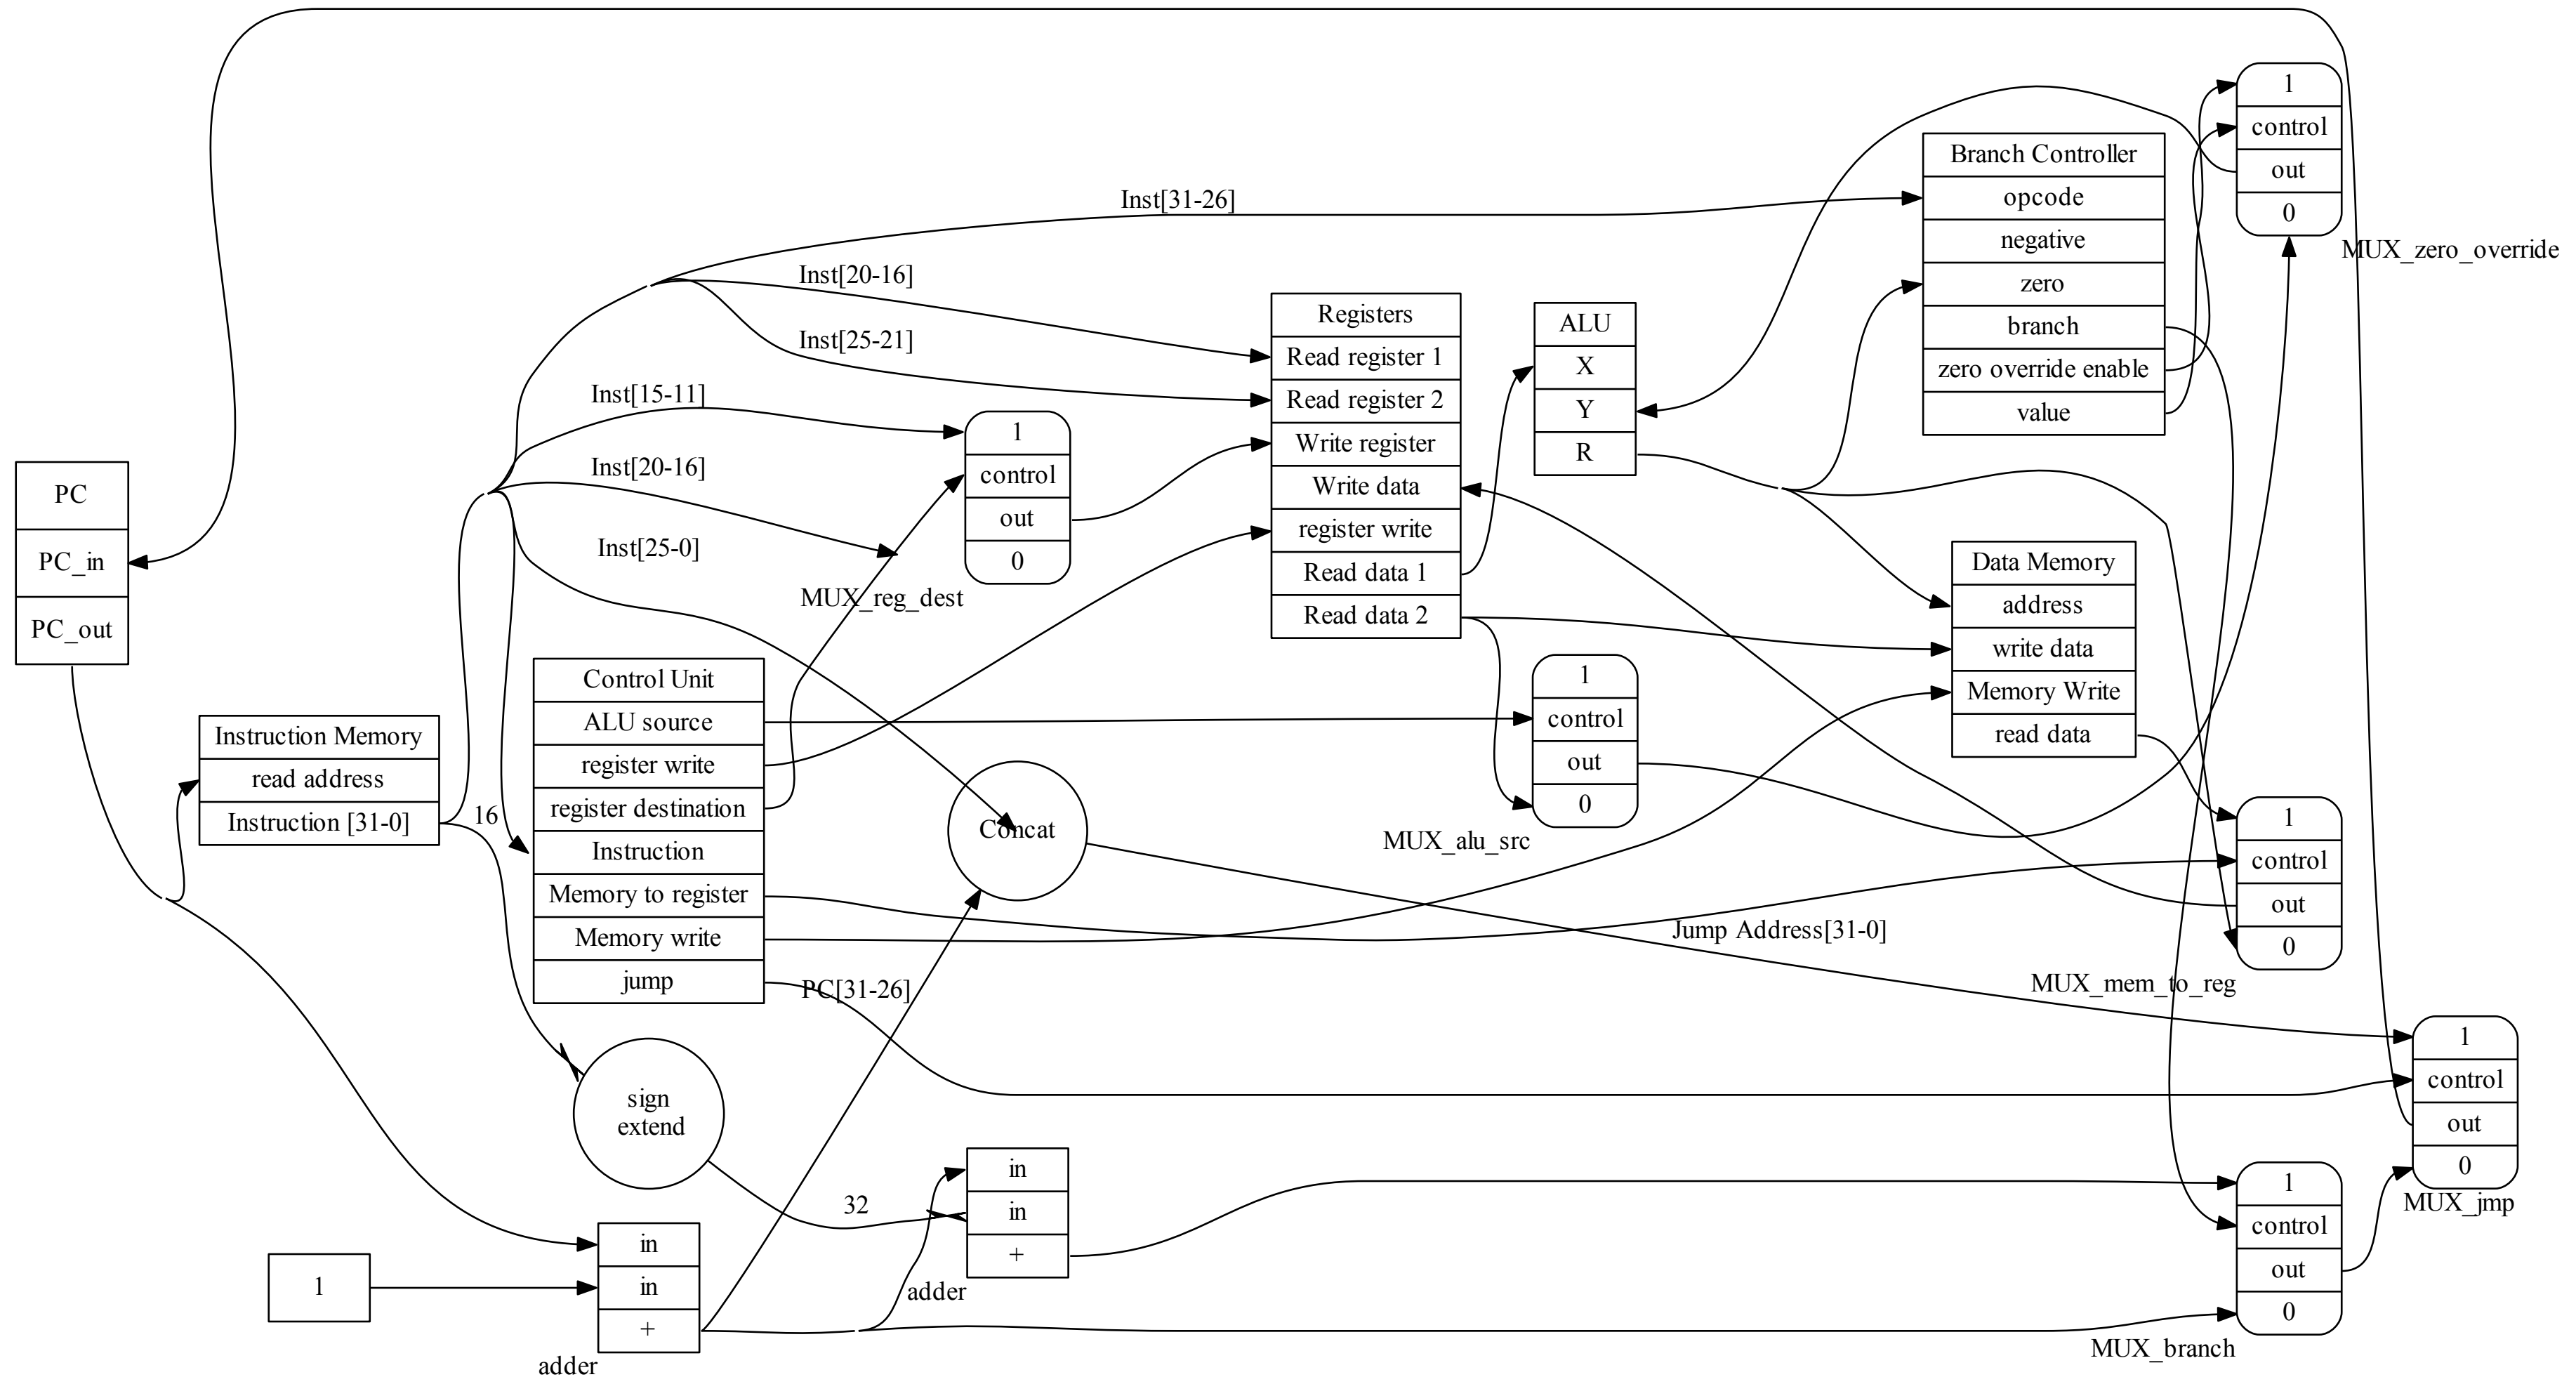 PC
PC_in
PC_out
Instruction Memory
read address
Instruction [31-0]
16
Inst[31-26]
Inst[20-16]
Inst[25-21]
Inst[15-11]
Inst[20-16]
Inst[25-0]
MUX_reg_dest
1
control
out
0
Control Unit
ALU source
register write
register destination
Instruction
Memory to register
Memory write
jump
Registers
Read register 1
Read register 2
Write register
Write data
register write
Read data 1
Read data 2
ALU
X
Y
R
Branch Controller
opcode
negative
zero
branch
zero override enable
value
1
control
out
0
MUX_zero_override
Data Memory
address
write data
Memory Write
read data
1
control
out
0
MUX_alu_src
Concat
Jump Address[31-0]
PC[31-26]
1
control
out
0
MUX_mem_to_reg
1
control
out
0
MUX_jmp
sign
extend
32
in
in
+
adder
1
in
in
+
adder
1
control
out
0
MUX_branch